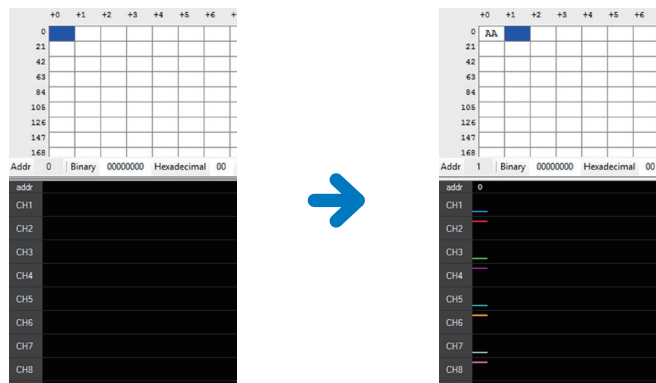 +0 +1 +2 +3 +4 +5 +6
0
21
42
63
84
105
126
147
168
Addr 0 Binary 00000000 Hexadecimal 00
addr
CH1
CH2
CH3
CH4
CH5
CH6
CH7
CH8
+0 +1 +2 +3 +4 +5 +6
0 AA
21
42
63
84
105
126
147
168
Addr 1 Binary 00000000 Hexadecimal 00
addr 0
CH1
CH2
CH3
CH4
CH5
CH6
CH7
CH8